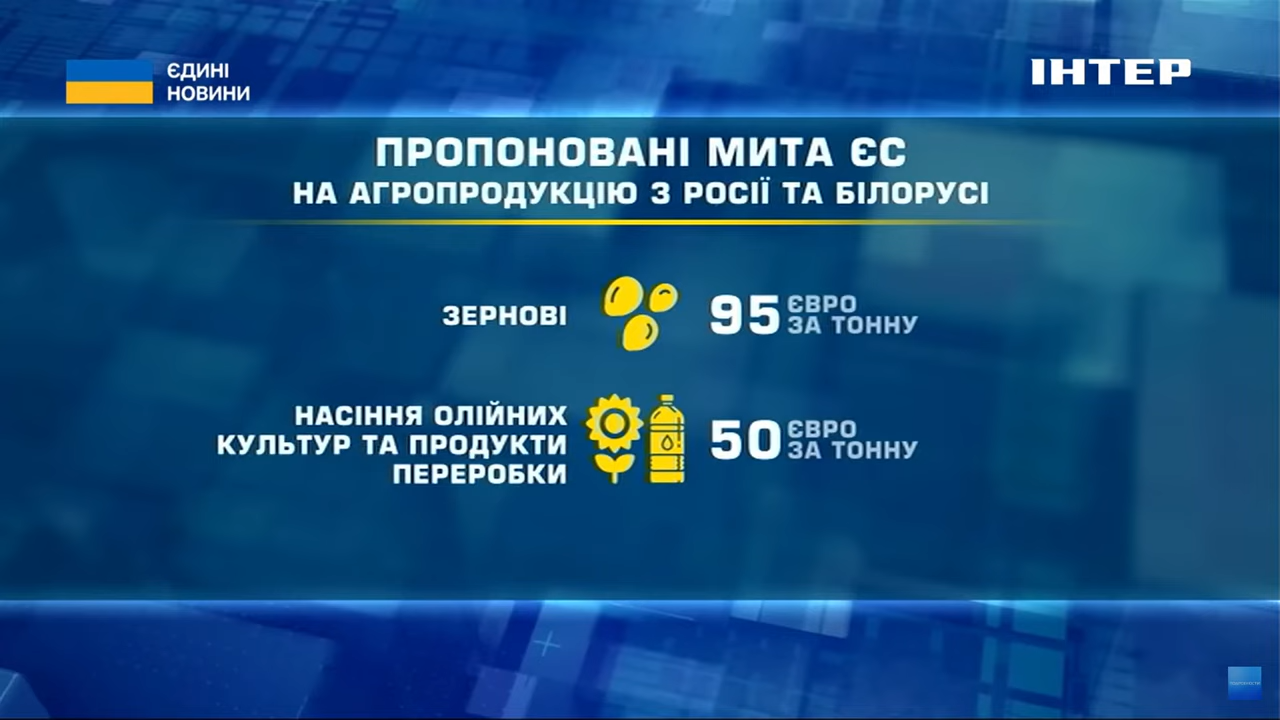 ЄДИНІ
НОВИНИ
ІНТЕР
ПРОПОНОВАНІ МИТА ЄС
НА АГРОПРОДУКЦІЮ З РОСІЇ ТА БІЛОРУСІ
ЗЕРНОВІ
95 ЄВРО
ЗА ТОННУ
НАСІННЯ ОЛІЙНИХ
КУЛЬТУР ТА ПРОДУКТИ
ПЕРЕРОБКИ
50 ЄВРО
ЗА ТОННУ